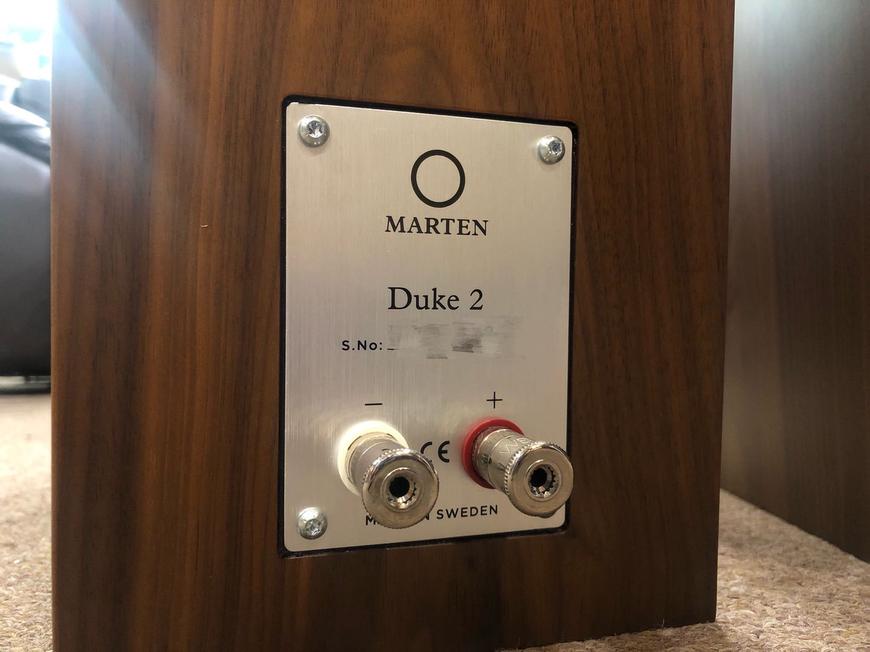 MARTEN
Duke 2
S.No:
- +
CE
SWEDEN